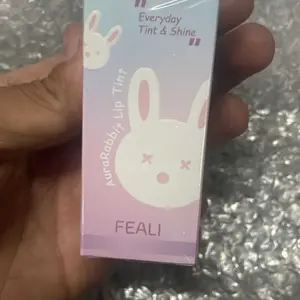 "Everyday
Tint & Shine"
AuraRabbit Lip Tint
FEALI